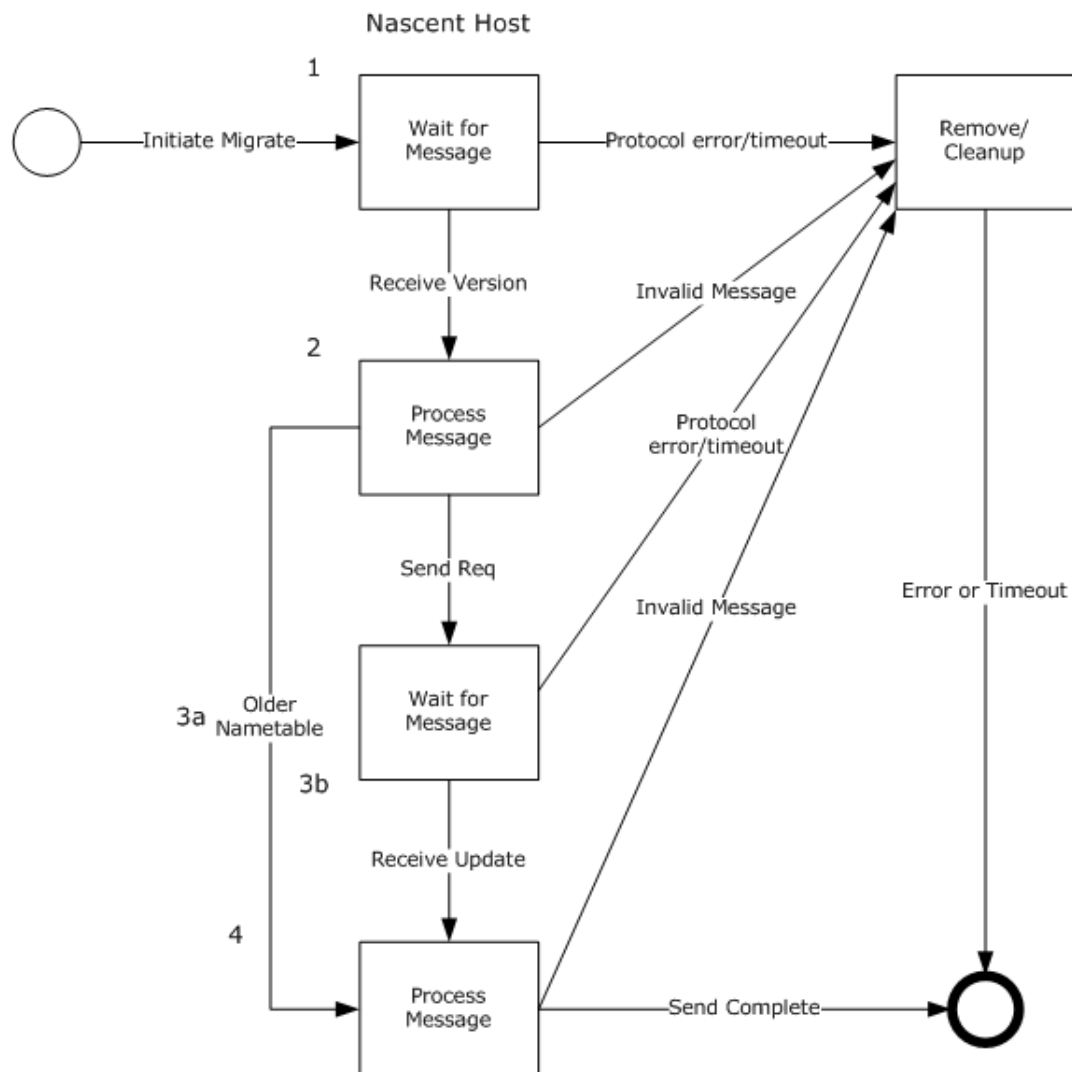 Nascent Host
1
Wait for
Message
Initiate Migrate
Protocol error/timeout
Remove/
Cleanup
Receive Version
Invalid Message
2
Process
Message
Protocol
error/timeout
Send Req
Error or Timeout
Invalid Message
3a
Older
Nametable
Wait for
Message
3b
Receive Update
4
Process
Message
Send Complete